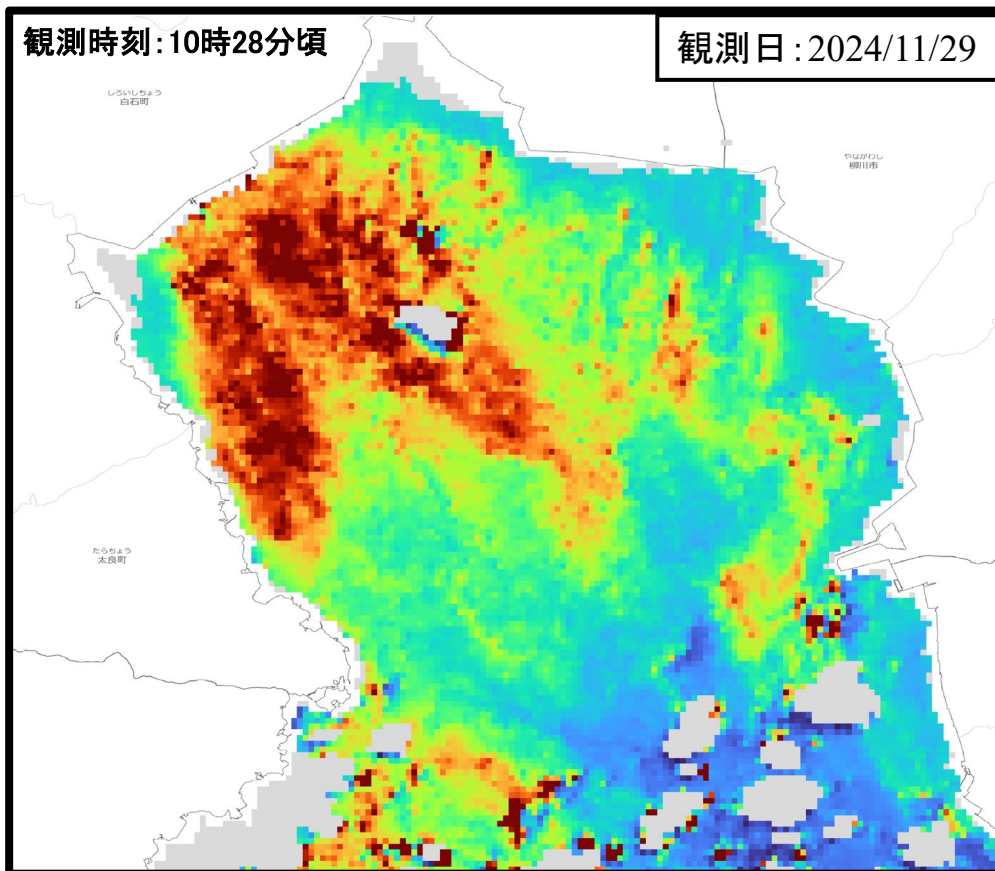 観測時刻:10時28分頃
観測日:2024/11/29
しろいしちょう
白石町
やながわし
柳川市
たらちょう
太良町